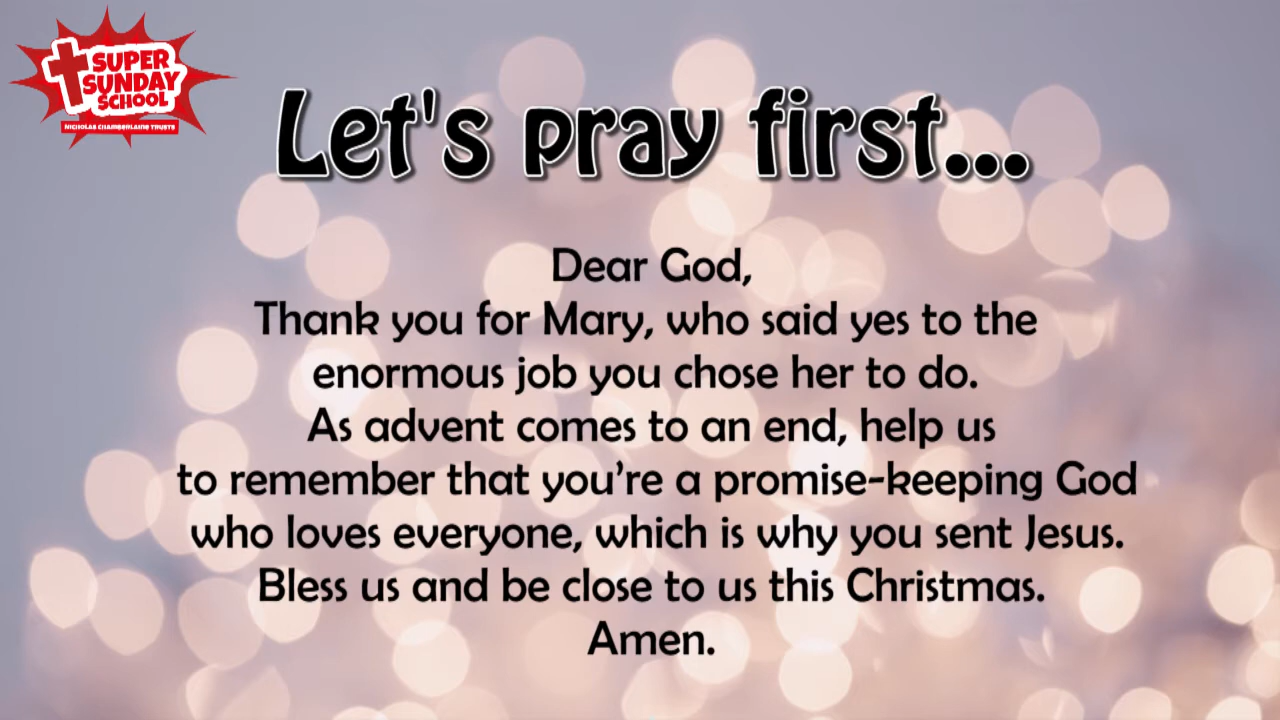 SUPER
SUNDAY
SCHOOL
NICHOLAS CHAMBERLAINE TRUSTS
Let's pray first...
Dear God,
Thank you for Mary, who said yes to the
enormous job you chose her to do.
As advent comes to an end, help us
to remember that you’re a promise-keeping God
who loves everyone, which is why you sent Jesus.
Bless us and be close to us this Christmas.
Amen.